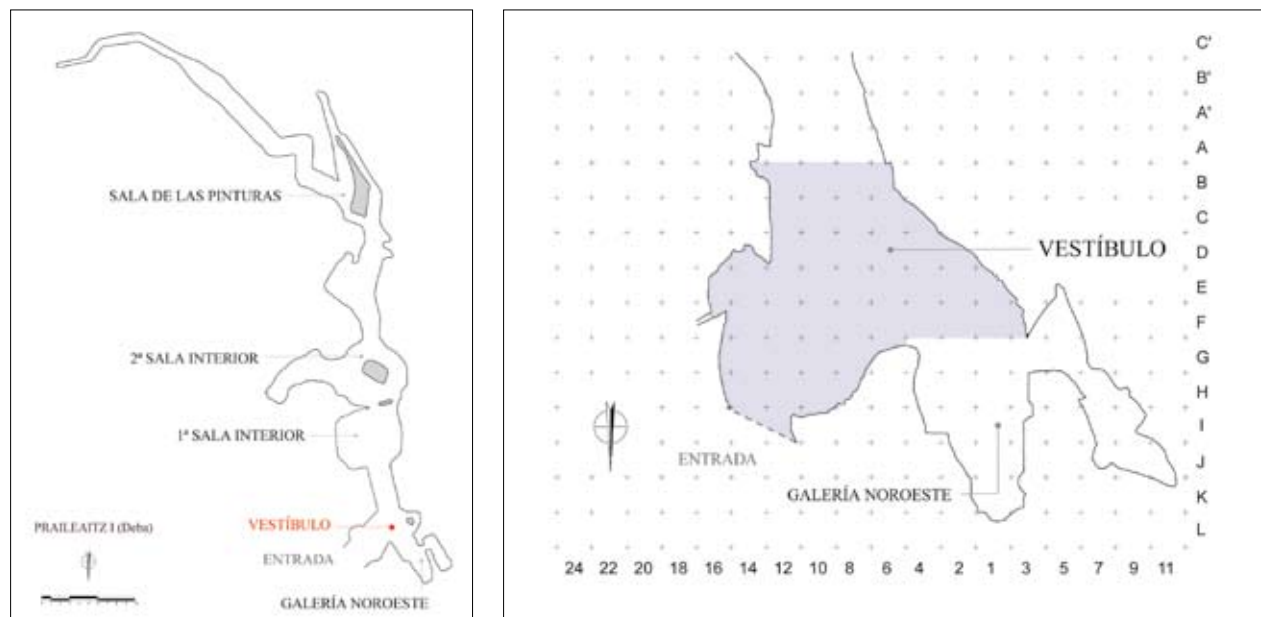 SALA DE LAS PINTURAS
2ª SALA INTERIOR
1ª SALA INTERIOR
VESTÍBULO
PRAILEAITZ I (Deba)
ENTRADA
GALERÍA NOROESTE
C'
B'
A'
A
B
C
D
E
F
G
H
I
J
K
L
VESTÍBULO
ENTRADA
GALERÍA NOROESTE
24 22 20 18 16 14 12 10 8 6 4 2 1 3 5 7 9 11